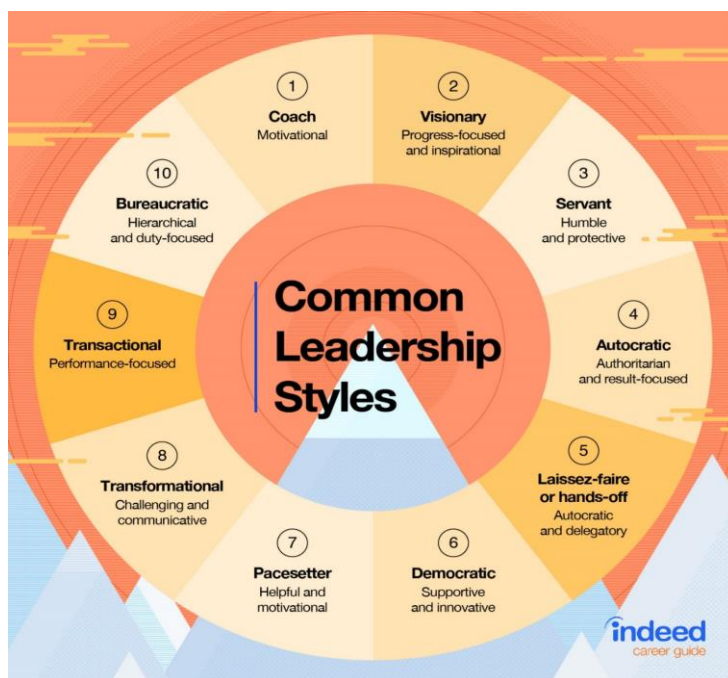 Common
Leadership
Styles
1
Coach
Motivational
2
Visionary
Progress-focused
and inspirational
3
Servant
Humble
and protective
4
Autocratic
Authoritarian
and result-focused
5
Laissez-faire
or hands-off
Autocratic
and delegatory
6
Democratic
Supportive
and innovative
7
Pacesetter
Helpful and
motivational
8
Transformational
Challenging and
communicative
9
Transactional
Performance-focused
10
Bureaucratic
Hierarchical
and duty-focused
indeed
career guide